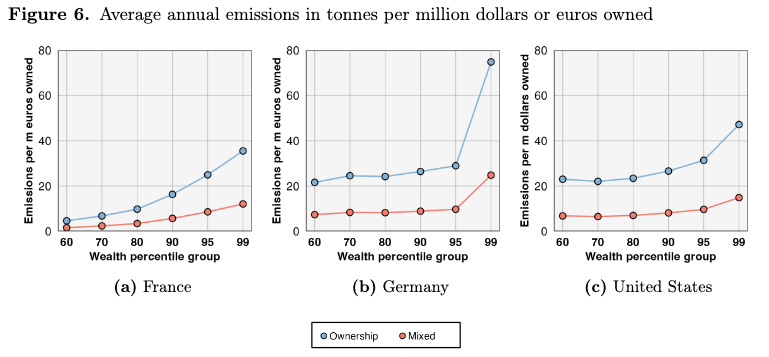 Figure 6. Average annual emissions in tonnes per million dollars or euros owned
Emissions per m euros owned
80
60
40
20
0
60 70 80 90 95 99
Wealth percentile group
(a) France
Emissions per m euros owned
80
60
40
20
0
60 70 80 90 95 99
Wealth percentile group
(b) Germany
Emissions per m dollars owned
80
60
40
20
0
60 70 80 90 95 99
Wealth percentile group
(c) United States
Ownership Mixed